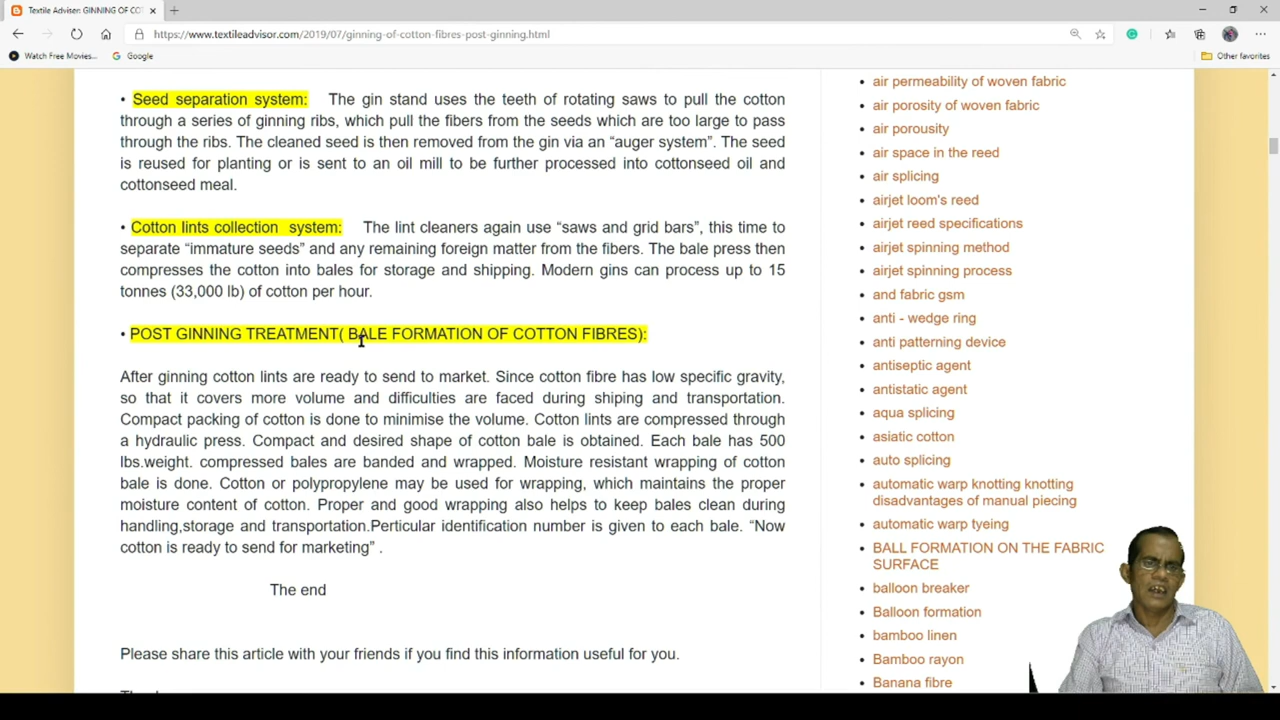 Textile Adviser: GINNING OF COT
https://www.textileadvisor.com/2019/07/ginning-of-cotton-fibres-post-ginning.html
Watch Free Movies...
Google
Other favorites
• Seed separation system: The gin stand uses the teeth of rotating saws to pull the cotton
through a series of ginning ribs, which pull the fibers from the seeds which are too large to pass
through the ribs. The cleaned seed is then removed from the gin via an “auger system”. The seed
is reused for planting or is sent to an oil mill to be further processed into cottonseed oil and
cottonseed meal.
• Cotton lints collection system: The lint cleaners again use “saws and grid bars”, this time to
separate “immature seeds” and any remaining foreign matter from the fibers. The bale press then
compresses the cotton into bales for storage and shipping. Modern gins can process up to 15
tonnes (33,000 lb) of cotton per hour.
• POST GINNING TREATMENT( BALE FORMATION OF COTTON FIBRES):
After ginning cotton lints are ready to send to market. Since cotton fibre has low specific gravity,
so that it covers more volume and difficulties are faced during shiping and transportation.
Compact packing of cotton is done to minimise the volume. Cotton lints are compressed through
a hydraulic press. Compact and desired shape of cotton bale is obtained. Each bale has 500
lbs.weight. compressed bales are banded and wrapped. Moisture resistant wrapping of cotton
bale is done. Cotton or polypropylene may be used for wrapping, which maintains the proper
moisture content of cotton. Proper and good wrapping also helps to keep bales clean during
handling,storage and transportation.Perticular identification number is given to each bale. “Now
cotton is ready to send for marketing” .
The end
Please share this article with your friends if you find this information useful for you.
• air permeability of woven fabric
• air porosity of woven fabric
• air porousity
• air space in the reed
• air splicing
• airjet loom's reed
• airjet reed specifications
• airjet spinning method
• airjet spinning process
• and fabric gsm
• anti - wedge ring
• anti patterning device
• antiseptic agent
• antistatic agent
• aqua splicing
• asiatic cotton
• auto splicing
• automatic warp knotting knotting
disadvantages of manual piecing
• automatic warp tyeing
• BALL FORMATION ON THE FABRIC
SURFACE
• balloon breaker
• Balloon formation
• bamboo linen
• Bamboo rayon
• Banana fibre